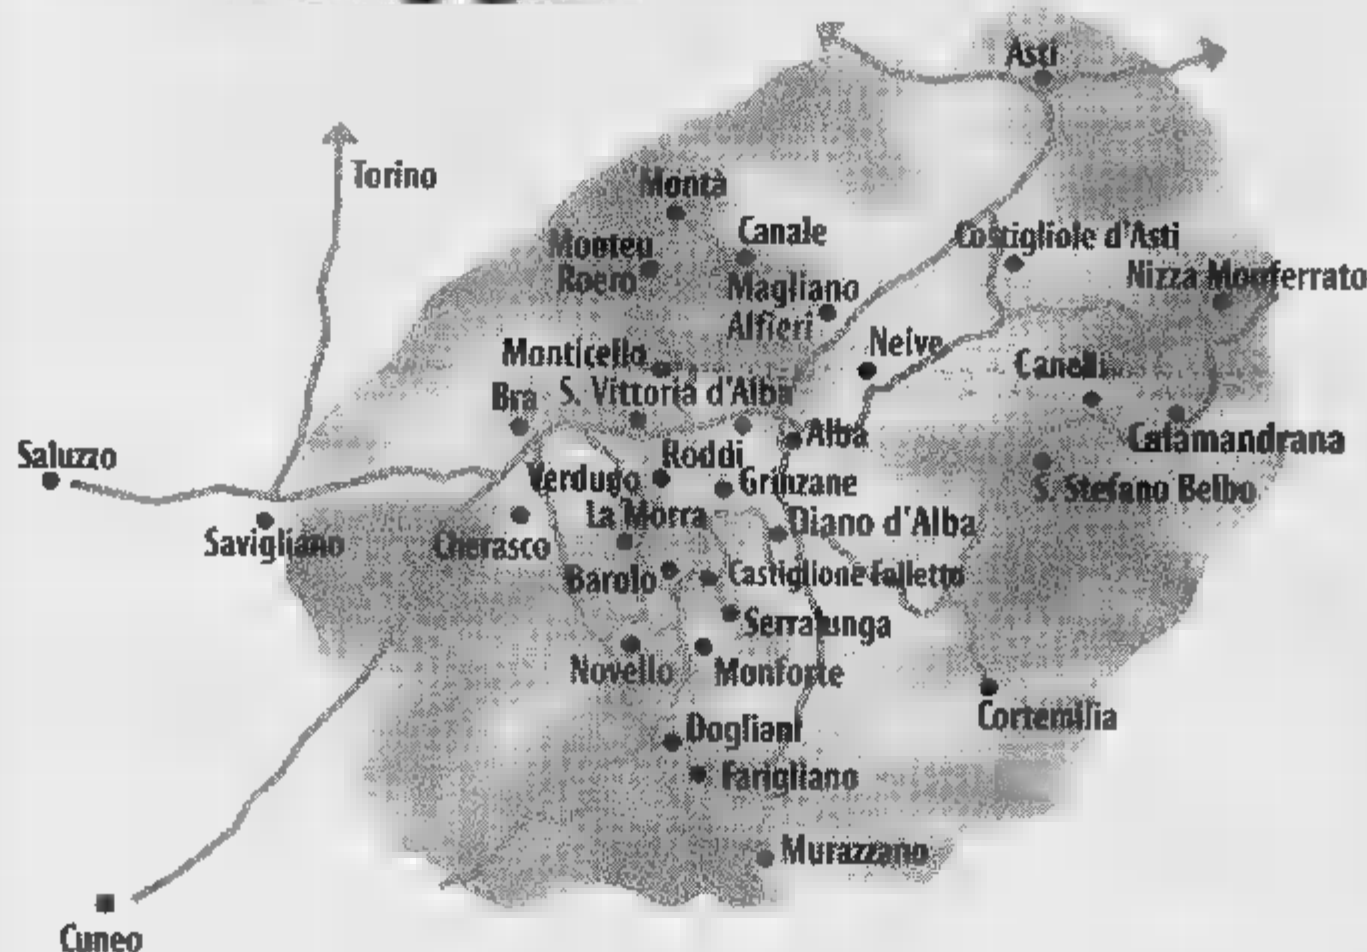 Asti
Torino
Montà
Canale
Costigliole d'Asti
Monteu
Roero
Nizza Monferrato
Magliano
Alfieri
Neive
Monticello
Canelli
Bra
S. Vittoria d'Alba
Alba
Calamandrana
Saluzzo
Roddi
Verdugo
Grinzane
S. Stefano Belbo
La Morra
Diano d'Alba
Savigliano
Cherasco
Barolo
Castiglione Falletto
Serralunga
Novello
Monforte
Cortemilia
Dogliani
Farigliano
Murazzano
Cuneo